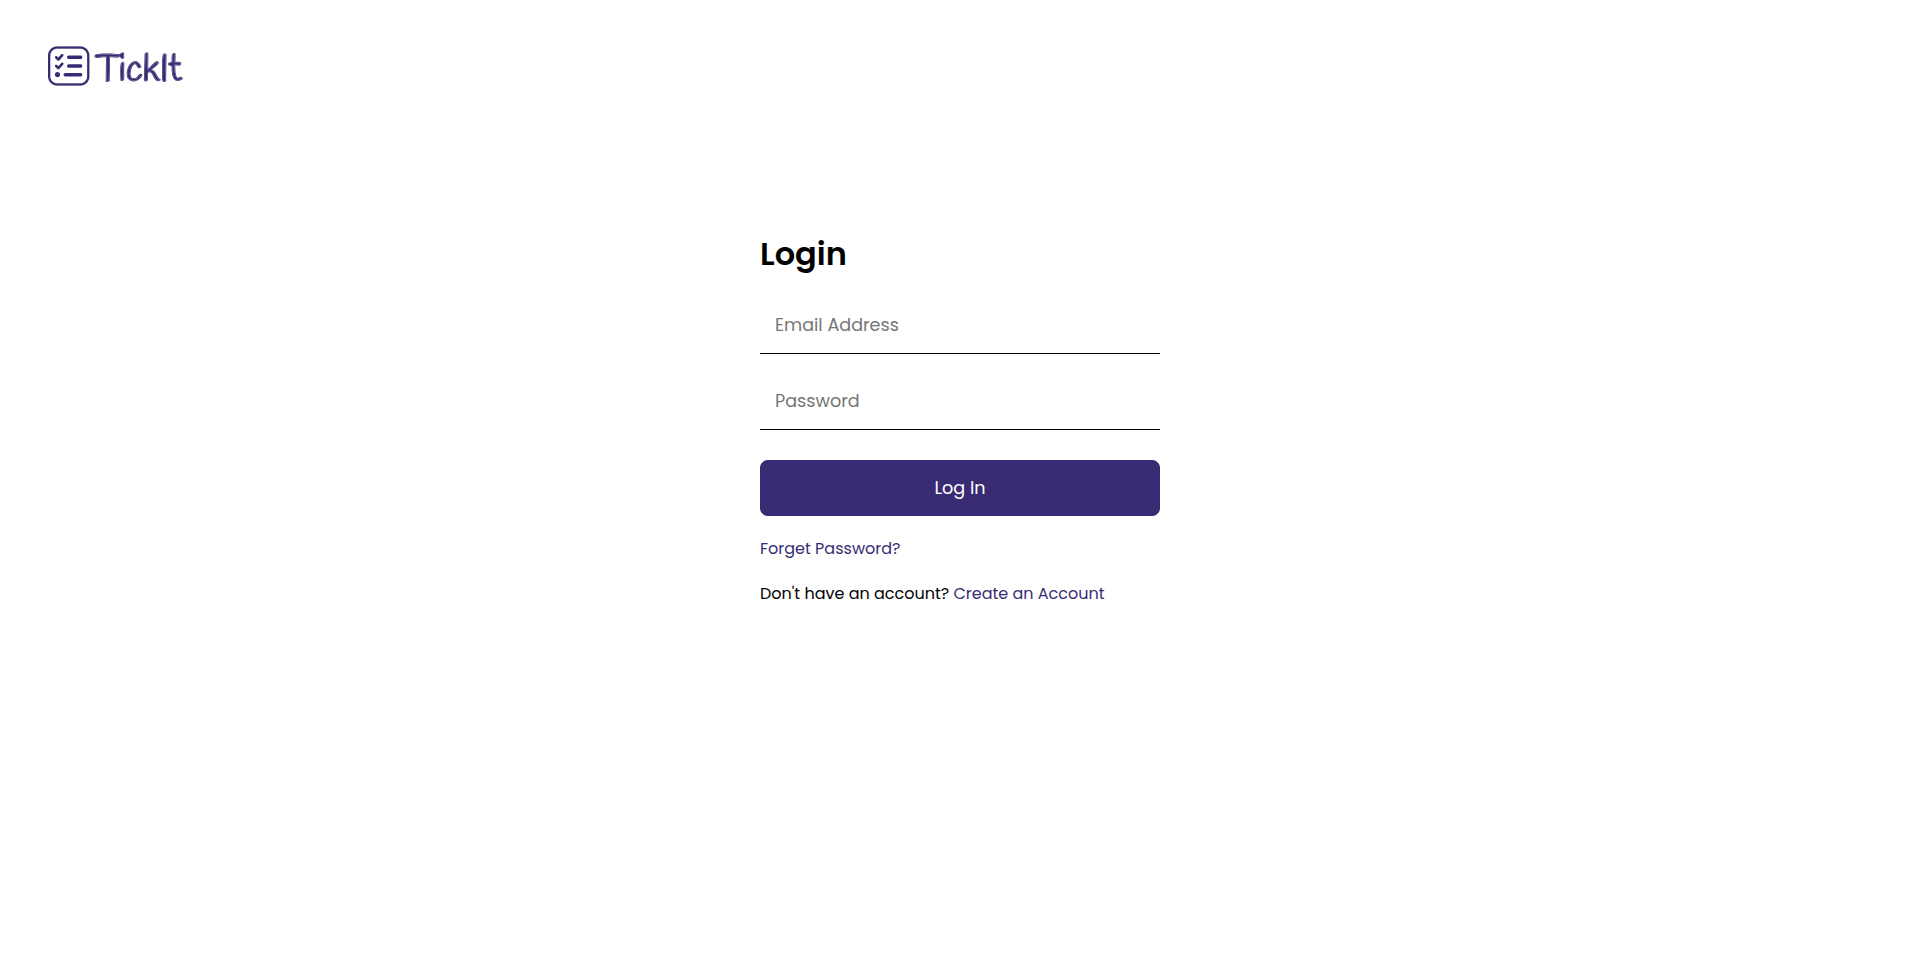 TickIt
Login
Email Address
Password
Log In
Forget Password?
Don't have an account? Create an Account